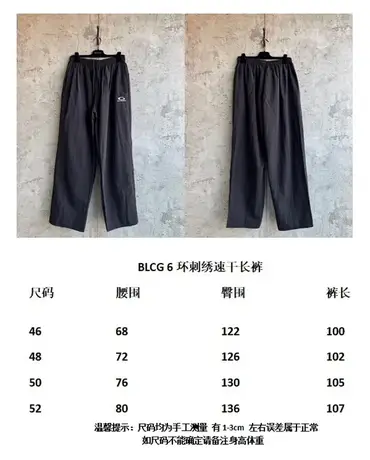 BLCG 6 环刺绣速干长裤
尺码 腰围 臀围 裤长
46 68 122 100
48 72 126 102
50 76 130 105
52 80 136 107
温馨提示：尺码均为手工测量 有 1-3cm 左右误差属于正常
如尺码不能确定请备注身高体重